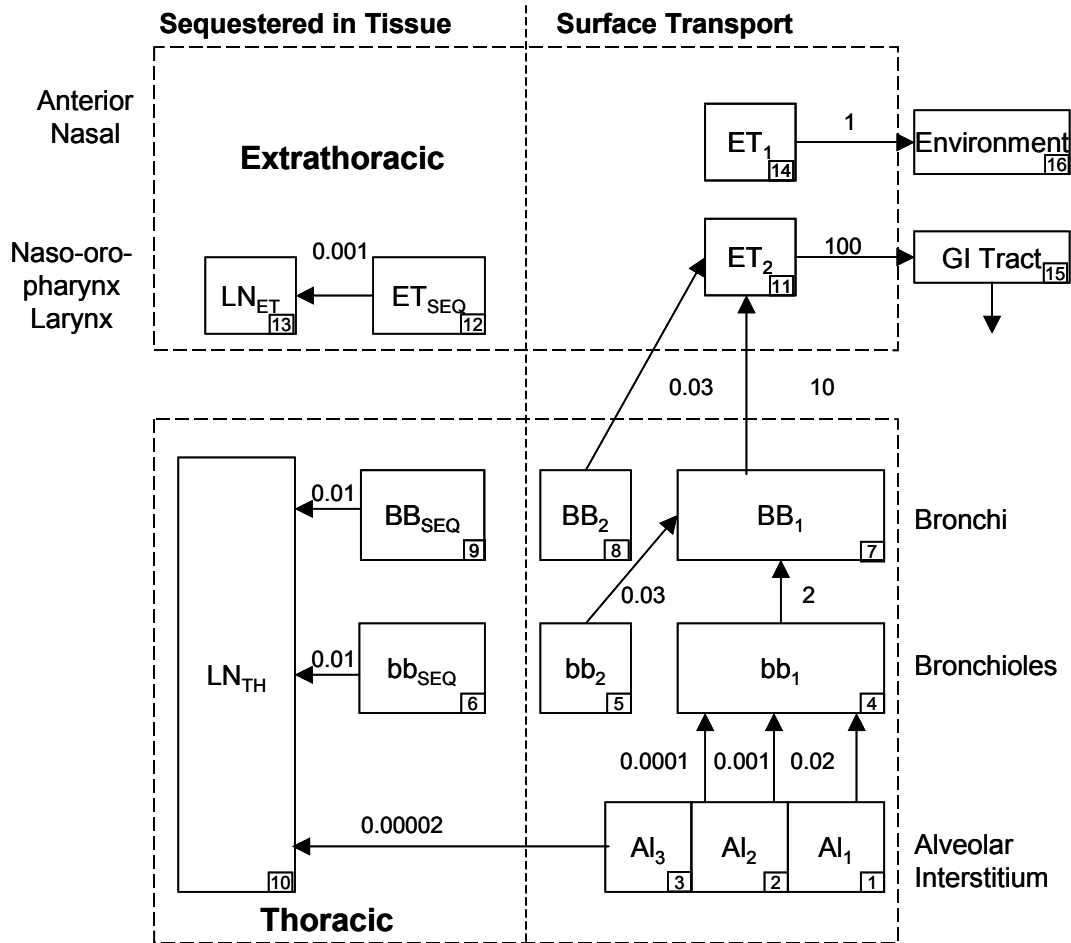 Sequestered in Tissue
Surface Transport
Anterior
Nasal
Extrathoracic
ET1
14
1
Environment
16
Naso-oro-
pharynx
Larynx
LNET
13
0.001
ETSEQ
12
ET2
11
100
GI Tract
15
0.03
10
LNTH
10
0.01
BBSEQ
9
BB2
8
BB1
7
Bronchi
0.03
2
0.01
bbSEQ
6
bb2
5
bb1
4
Bronchioles
0.0001
0.001
0.02
0.00002
AI3
3
AI2
2
AI1
1
Alveolar
Interstitium
Thoracic